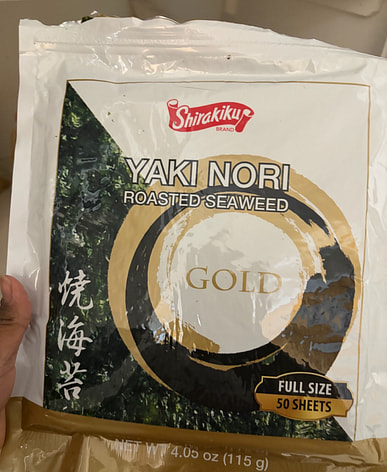 Shirakiku
BRAND
YAKI NORI
ROASTED SEAWEED
GOLD
焼海苔
FULL SIZE
50 SHEETS
NET WT 4.05 oz (115 g)